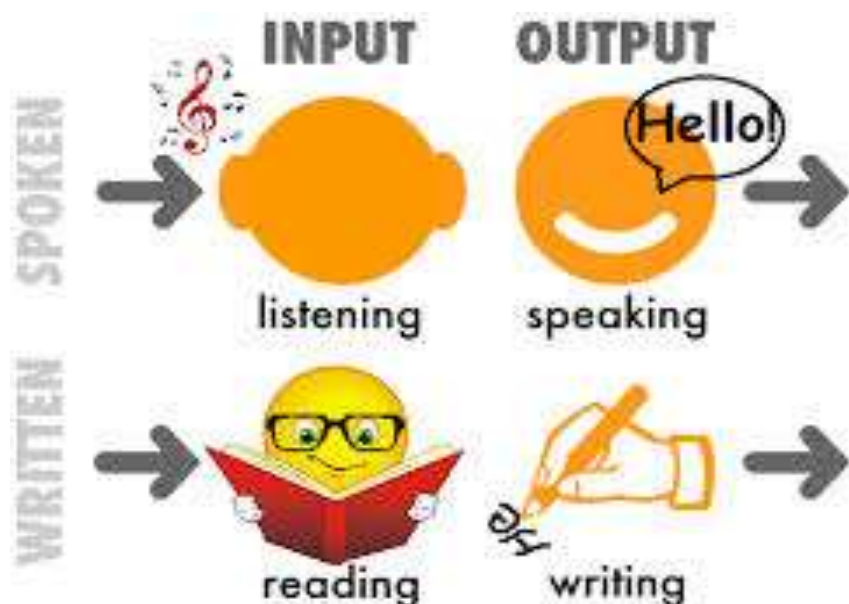 INPUT OUTPUT
SPOKEN
Hello!
listening speaking
WRITTEN
reading writing